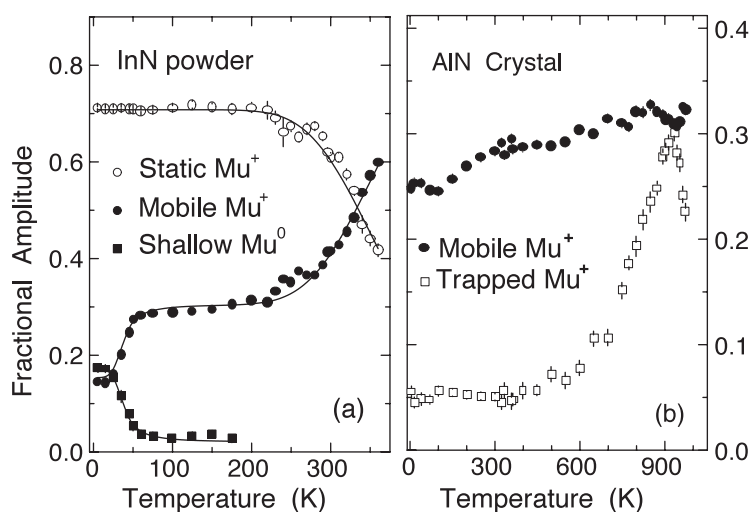 InN powder
Static Mu+
Mobile Mu+
Shallow Mu0
(a)
Fractional Amplitude
0.8
0.6
0.4
0.2
0.0
0 100 200 300
Temperature (K)
AlN Crystal
Mobile Mu+
Trapped Mu+
(b)
0.4
0.3
0.2
0.1
0.0
0 300 600 900
Temperature (K)